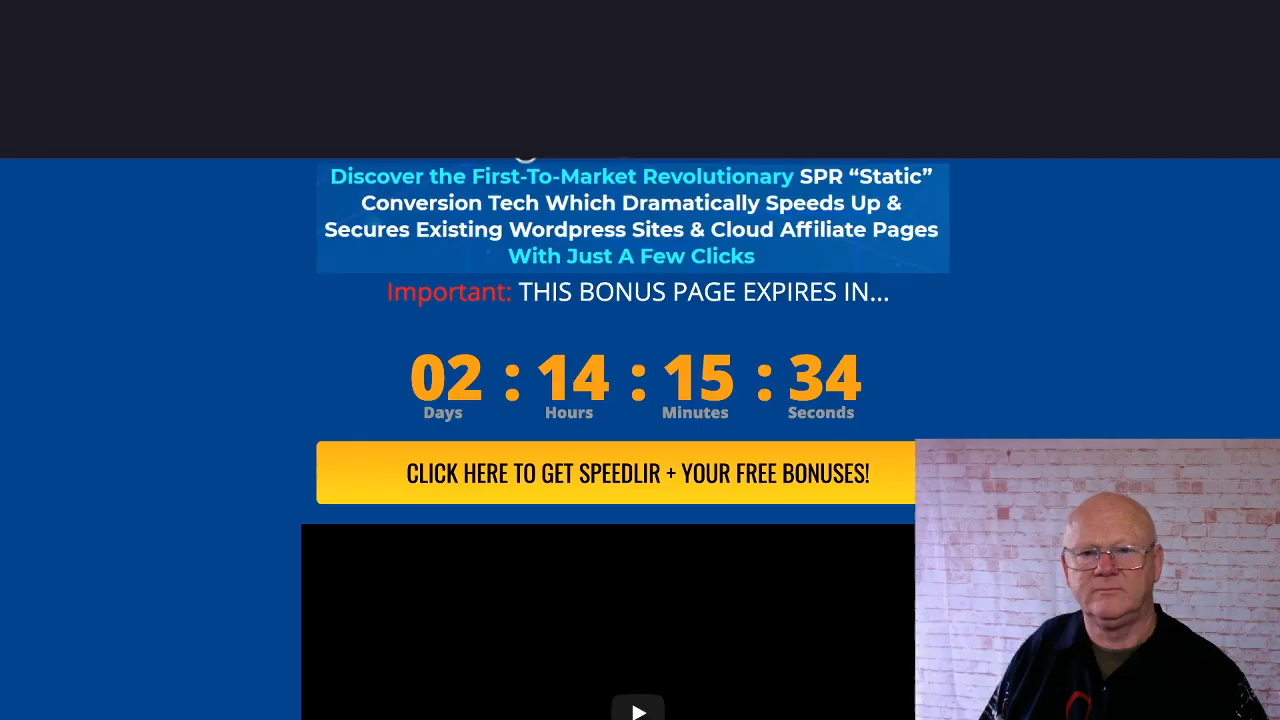 Discover the First-To-Market Revolutionary SPR “Static”
Conversion Tech Which Dramatically Speeds Up &
Secures Existing Wordpress Sites & Cloud Affiliate Pages
With Just A Few Clicks
Important: THIS BONUS PAGE EXPIRES IN...
02 : 14 : 15 : 34
Days Hours Minutes Seconds
CLICK HERE TO GET SPEEDLIR + YOUR FREE BONUSES!